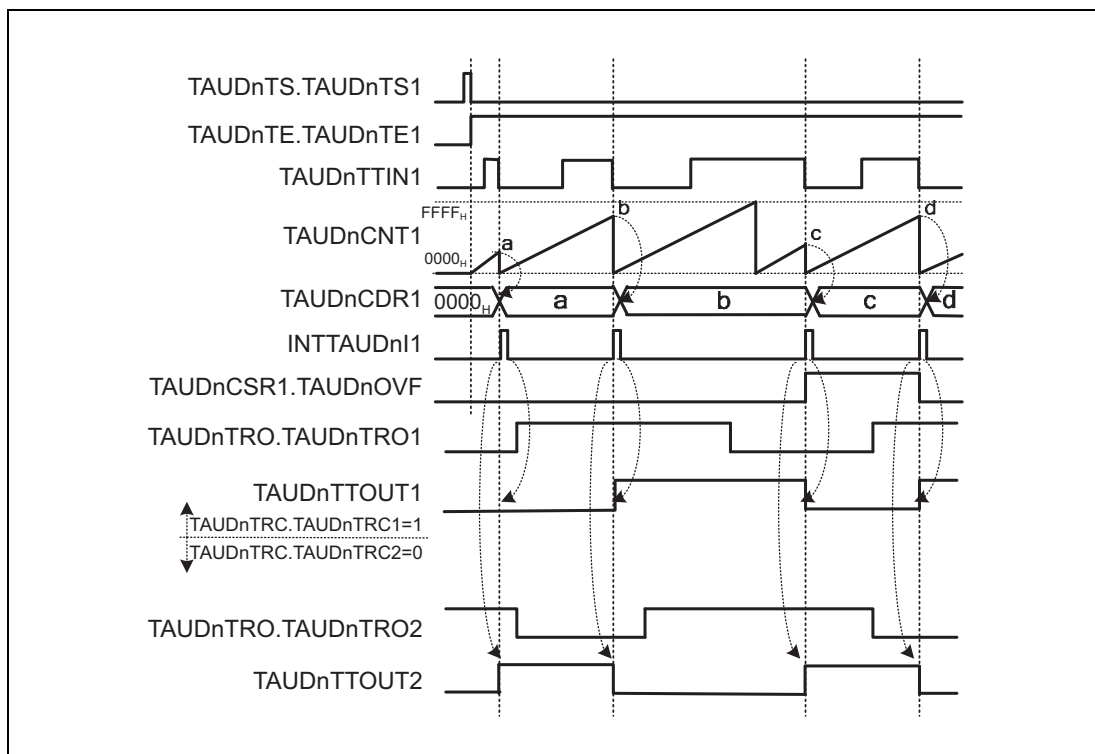 TAUDnTS.TAUDnTS1
TAUDnTE.TAUDnTE1
TAUDnTTIN1
FFFFH
TAUDnCNT1
0000H
a
b
c
d
TAUDnCDR1
0000H
a
b
c
d
INTTAUDnI1
TAUDnCSR1.TAUDnOVF
TAUDnTRO.TAUDnTRO1
TAUDnTTOUT1
TAUDnTRC.TAUDnTRC1=1
TAUDnTRC.TAUDnTRC2=0
TAUDnTRO.TAUDnTRO2
TAUDnTTOUT2